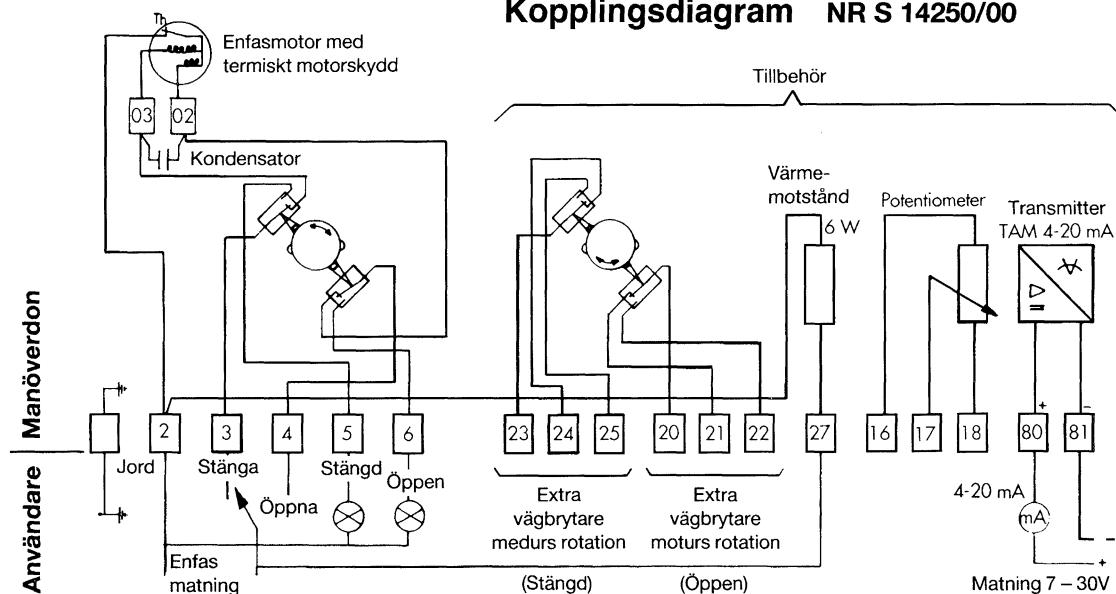 Kopplingsdiagram NR S 14250/00
Th
Enfasmotor med
termiskt motorskydd
Tillbehör
03 02
Kondensator
Värme-
motstånd
6 W
Potentiometer
Transmitter
TAM 4-20 mA
Manöverdon
+ –
2 3 4 5 6 23 24 25 20 21 22 27 16 17 18 80 81
Användare
Jord
Stänga
Öppna
Stängd
Öppen
Extra
vägbrytare
medurs rotation
(Stängd)
Extra
vägbrytare
moturs rotation
(Öppen)
4-20 mA
mA
Enfas
matning
+
Matning 7 – 30V